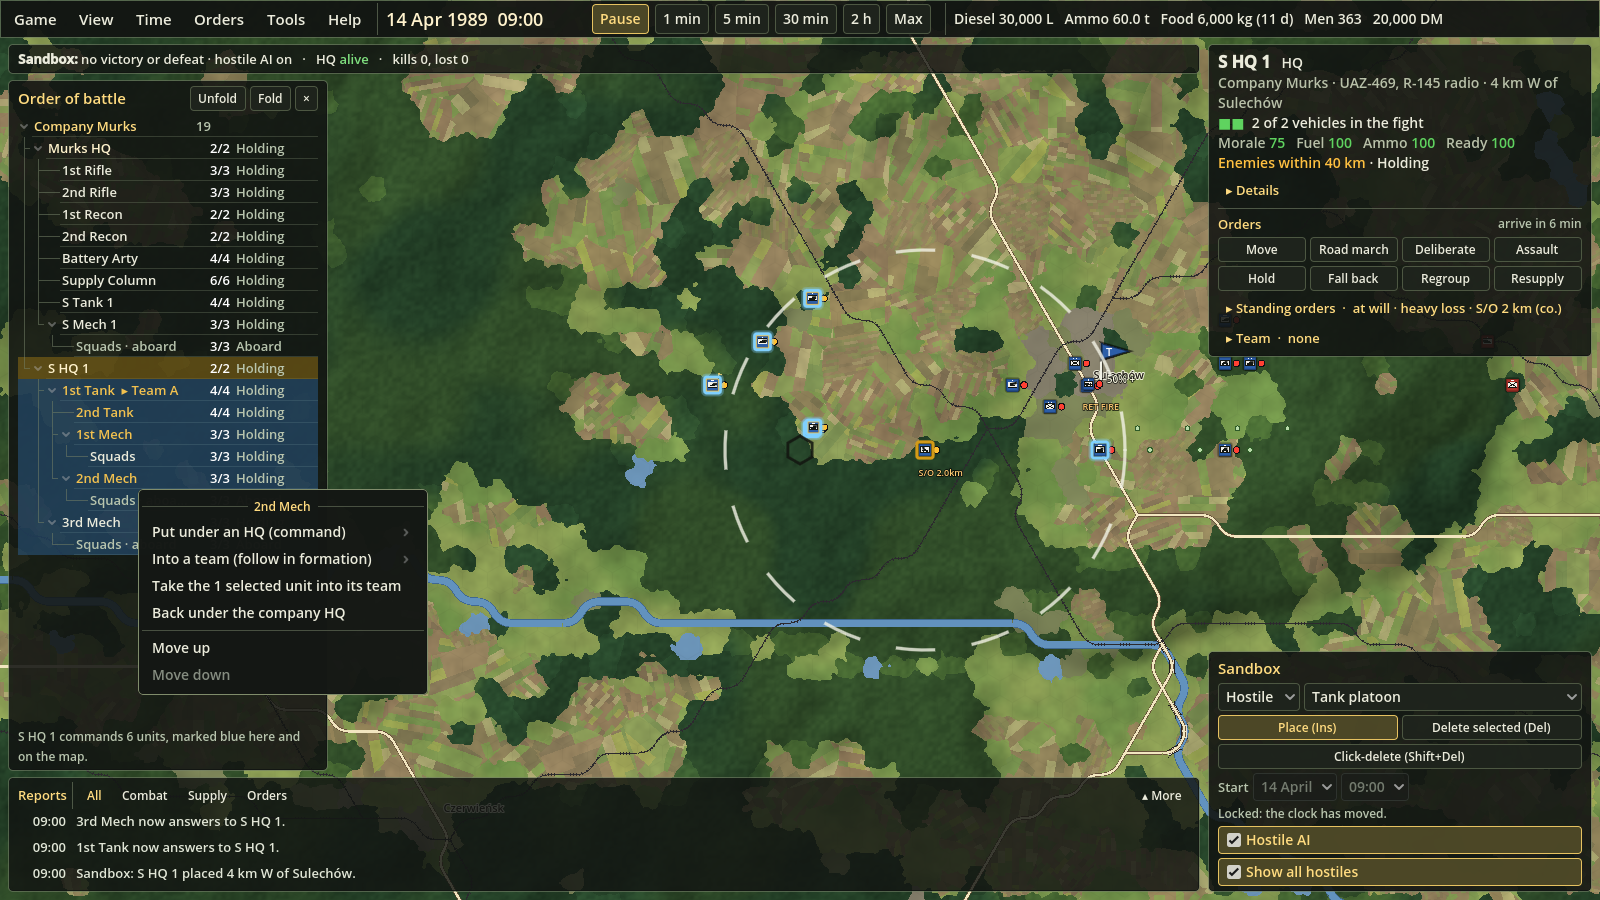 Game View Time Orders Tools Help 14 Apr 1989 09:00 Pause 1 min 5 min 30 min 2 h Max Diesel 30,000 L Ammo 60.0 t Food 6,000 kg (11 d) Men 363 20,000 DM
Sandbox: no victory or defeat · hostile AI on · HQ alive · kills 0, lost 0
Order of battle Unfold Fold ×
Company Murks 19
Murks HQ 2/2 Holding
1st Rifle 3/3 Holding
2nd Rifle 3/3 Holding
1st Recon 2/2 Holding
2nd Recon 2/2 Holding
Battery Arty 4/4 Holding
Supply Column 6/6 Holding
S Tank 1 4/4 Holding
S Mech 1 3/3 Holding
Squads · aboard 3/3 Aboard
S HQ 1 2/2 Holding
1st Tank ▸ Team A 4/4 Holding
2nd Tank 4/4 Holding
1st Mech 3/3 Holding
Squads 3/3 Holding
2nd Mech 3/3 Holding
Squads
3rd Mech
Squads · a
2nd Mech
Put under an HQ (command) ›
Into a team (follow in formation) ›
Take the 1 selected unit into its team
Back under the company HQ
Move up
Move down
S HQ 1 commands 6 units, marked blue here and
on the map.
T
50%
RET FIRE
S/O 2.0km
S HQ 1 HQ
Company Murks · UAZ-469, R-145 radio · 4 km W of
Sulechów
2 of 2 vehicles in the fight
Morale 75 Fuel 100 Ammo 100 Ready 100
Enemies within 40 km · Holding
▸ Details
Orders arrive in 6 min
Move Road march Deliberate Assault
Hold Fall back Regroup Resupply
▸ Standing orders · at will · heavy loss · S/O 2 km (co.)
▸ Team · none
Sandbox
Hostile Tank platoon
Place (Ins) Delete selected (Del)
Click-delete (Shift+Del)
Start 14 April 09:00
Locked: the clock has moved.
Hostile AI
Show all hostiles
Reports All Combat Supply Orders ▴ More
Czerwieńsk
09:00 3rd Mech now answers to S HQ 1.
09:00 1st Tank now answers to S HQ 1.
09:00 Sandbox: S HQ 1 placed 4 km W of Sulechów.